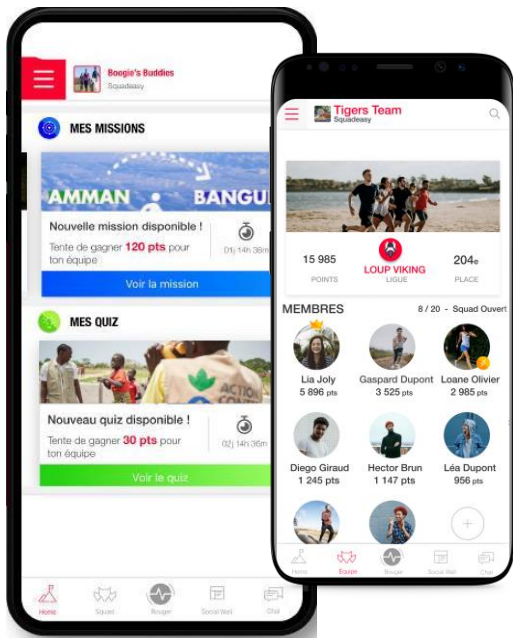 Boogie's Buddies
Squadeasy
MES MISSIONS
AMMAN
BANGUI
Nouvelle mission disponible !
Tente de gagner 120 pts pour
ton équipe
01j 14h 36m
Voir la mission
MES QUIZ
ACTION
Nouveau quiz disponible !
Tente de gagner 30 pts pour
ton équipe
02j 14h 36m
Voir le quiz
Home
Squad
Bouger
Social Wall
Chat
Tigers Team
Squadeasy
15 985
POINTS
LOUP VIKING
LIGUE
204e
PLACE
MEMBRES
8 / 20 - Squad Ouvert
Lia Joly
5 896 pts
Gaspard Dupont
3 525 pts
Loane Olivier
2 985 pts
Diego Giraud
1 245 pts
Hector Brun
1 147 pts
Léa Dupont
956 pts
Home
Equipe
Bouger
Social Wall
Chat